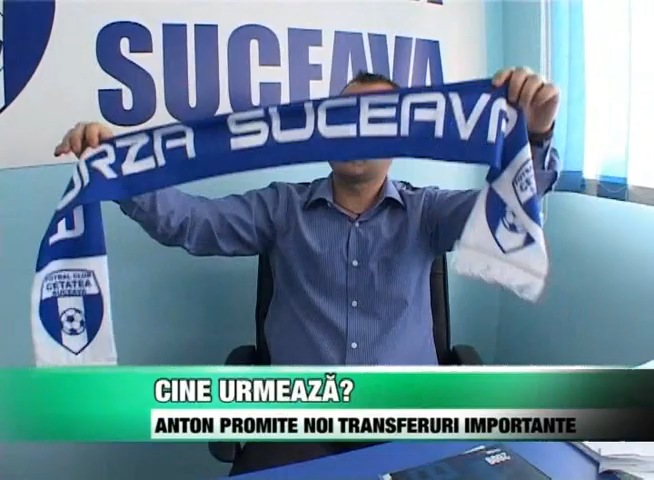 SUCEAVA
FORZA SUCEAVA
FOTBAL CLUB
CETATEA
SUCEAVA
CINE URMEAZĂ?
ANTON PROMITE NOI TRANSFERURI IMPORTANTE